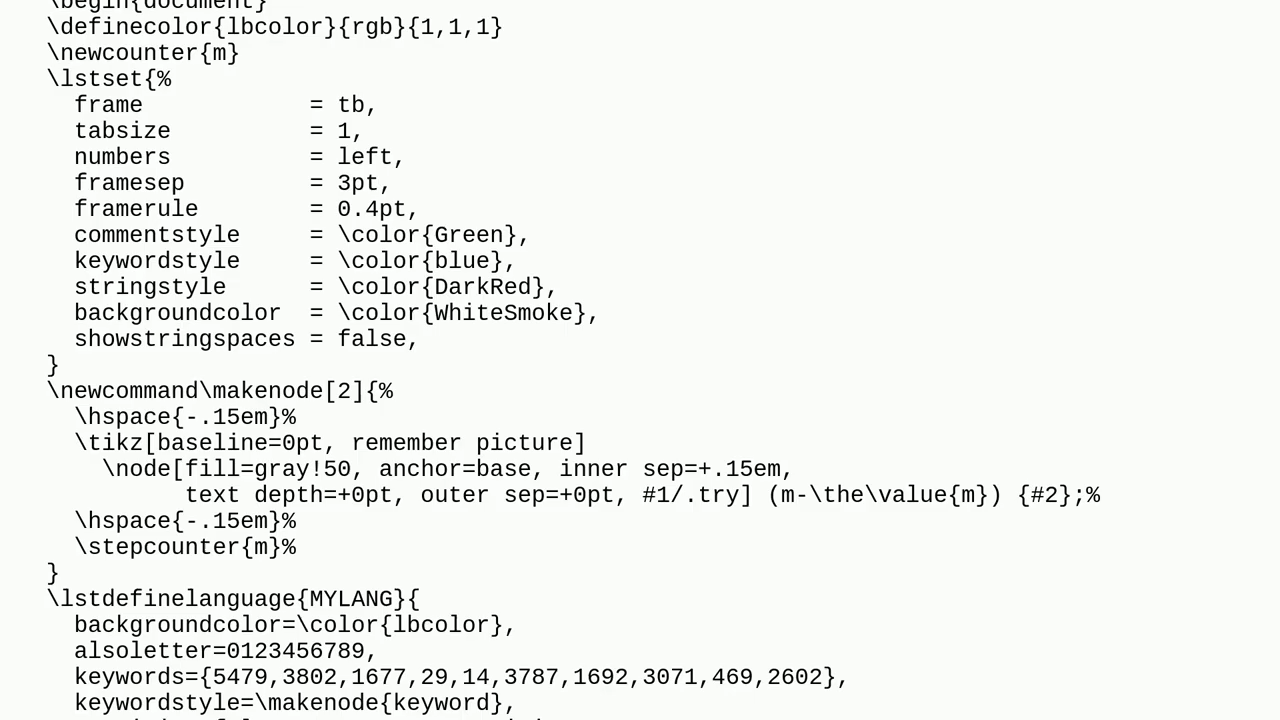 \begin{document}
\definecolor{lbcolor}{rgb}{1,1,1}
\newcounter{m}
\lstset{%
  frame            = tb,
  tabsize          = 1,
  numbers          = left,
  framesep         = 3pt,
  framerule        = 0.4pt,
  commentstyle     = \color{Green},
  keywordstyle     = \color{blue},
  stringstyle      = \color{DarkRed},
  backgroundcolor  = \color{WhiteSmoke},
  showstringspaces = false,
}
\newcommand\makenode[2]{%
  \hspace{-.15em}%
  \tikz[baseline=0pt, remember picture]
    \node[fill=gray!50, anchor=base, inner sep=+.15em,
          text depth=+0pt, outer sep=+0pt, #1/.try] (m-\the\value{m}) {#2};%
  \hspace{-.15em}%
  \stepcounter{m}%
}
\lstdefinelanguage{MYLANG}{
  backgroundcolor=\color{lbcolor},
  alsoletter=0123456789,
  keywords={5479,3802,1677,29,14,3787,1692,3071,469,2602},
  keywordstyle=\makenode{keyword},